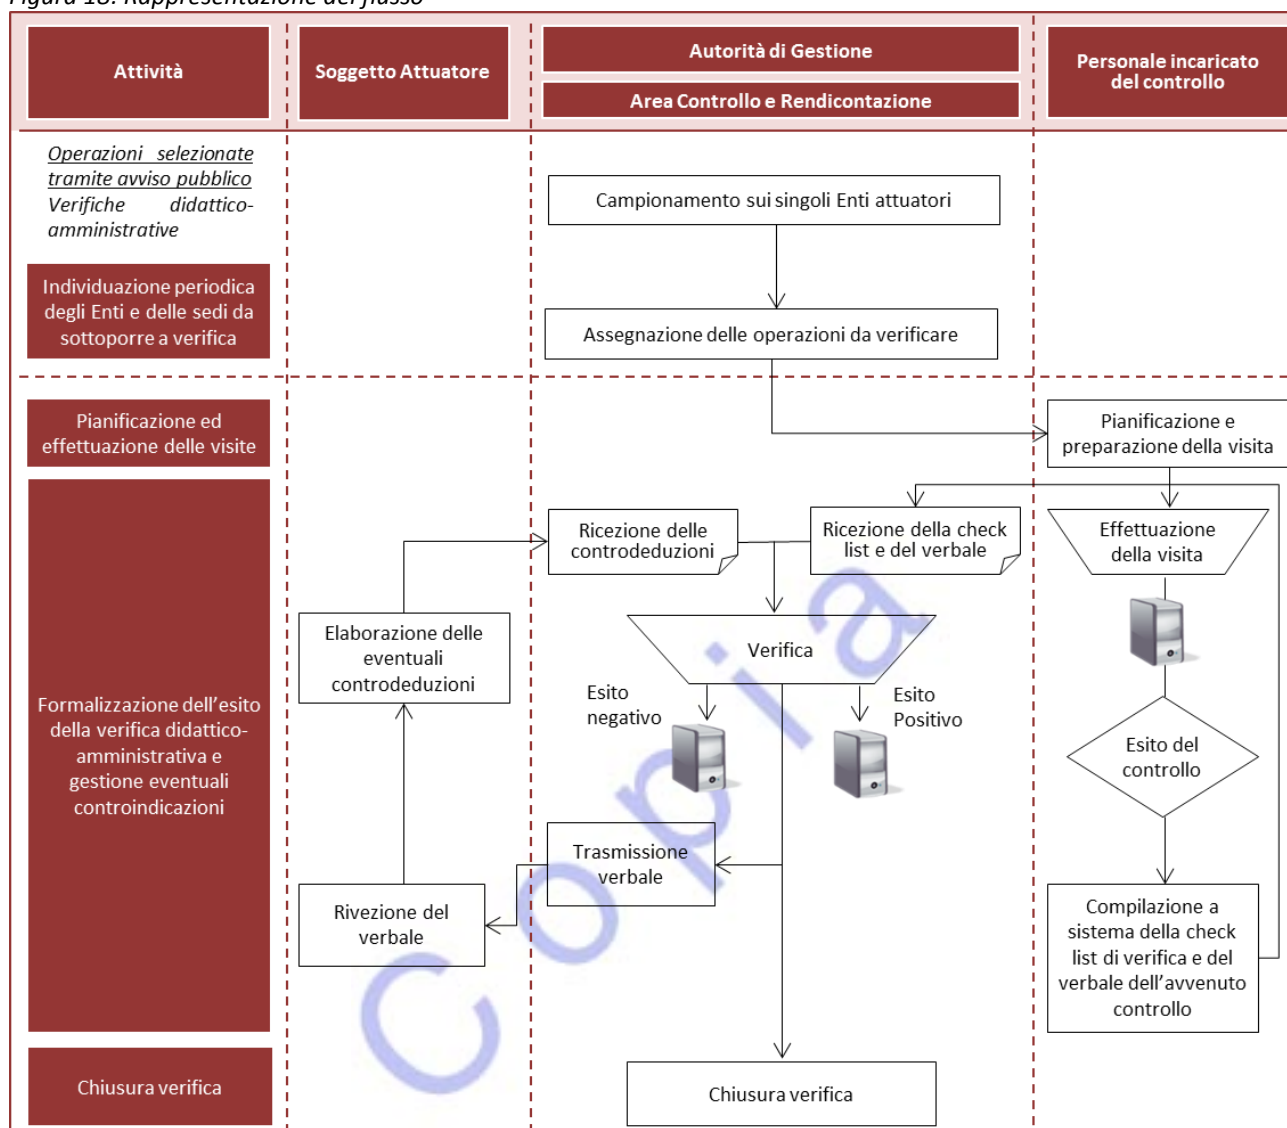 Figura 18: Rappresentazione del flusso
Attività
Soggetto Attuatore
Autorità di Gestione
Area Controllo e Rendicontazione
Personale incaricato
del controllo
Operazioni selezionate
tramite avviso pubblico
Verifiche didattico-
amministrative
Campionamento sui singoli Enti attuatori
Individuazione periodica
degli Enti e delle sedi da
sottoporre a verifica
Assegnazione delle operazioni da verificare
Pianificazione ed
effettuazione delle visite
Pianificazione e
preparazione della visita
Ricezione delle
controdeduzioni
Ricezione della check
list e del verbale
Effettuazione
della visita
Elaborazione delle
eventuali
controdeduzioni
Verifica
Esito
negativo
Esito
Positivo
Formalizzazione dell'esito
della verifica didattico-
amministrativa e
gestione eventuali
controindicazioni
Esito del
controllo
Trasmissione
verbale
Rivezione del
verbale
Compilazione a
sistema della check
list di verifica e del
verbale dell'avvenuto
controllo
Chiusura verifica
Chiusura verifica
Copia